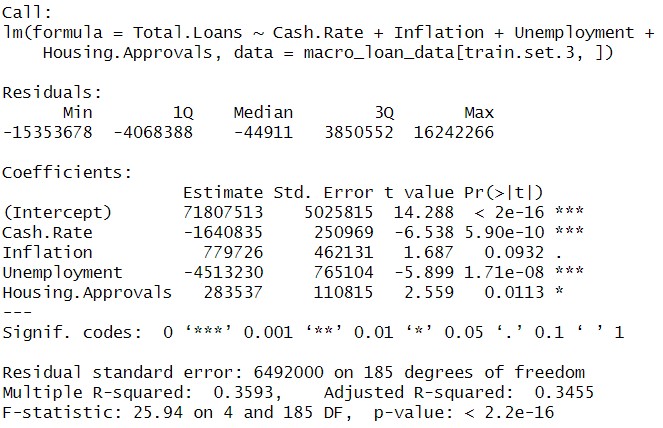 Call:
lm(formula = Total.Loans ~ Cash.Rate + Inflation + Unemployment +
    Housing.Approvals, data = macro_loan_data[train.set.3, ])

Residuals:
      Min        1Q    Median        3Q       Max
-15353678  -4068388    -44911   3850552  16242266

Coefficients:
                  Estimate Std. Error t value Pr(>|t|)
(Intercept)       71807513    5025815  14.288  < 2e-16 ***
Cash.Rate         -1640835     250969  -6.538 5.90e-10 ***
Inflation           779726     462131   1.687   0.0932 .
Unemployment      -4513230     765104  -5.899 1.71e-08 ***
Housing.Approvals   283537     110815   2.559   0.0113 *
---
Signif. codes:  0 ‘***’ 0.001 ‘**’ 0.01 ‘*’ 0.05 ‘.’ 0.1 ‘ ’ 1

Residual standard error: 6492000 on 185 degrees of freedom
Multiple R-squared:  0.3593,    Adjusted R-squared:  0.3455
F-statistic: 25.94 on 4 and 185 DF,  p-value: < 2.2e-16